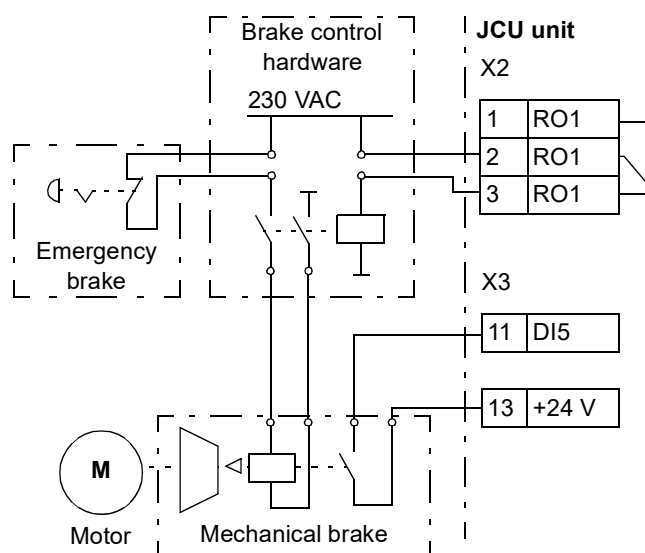 Brake control
hardware
JCU unit
X2
230 VAC
1 RO1
2 RO1
3 RO1
Emergency
brake
X3
11 DI5
13 +24 V
M
Motor
Mechanical brake